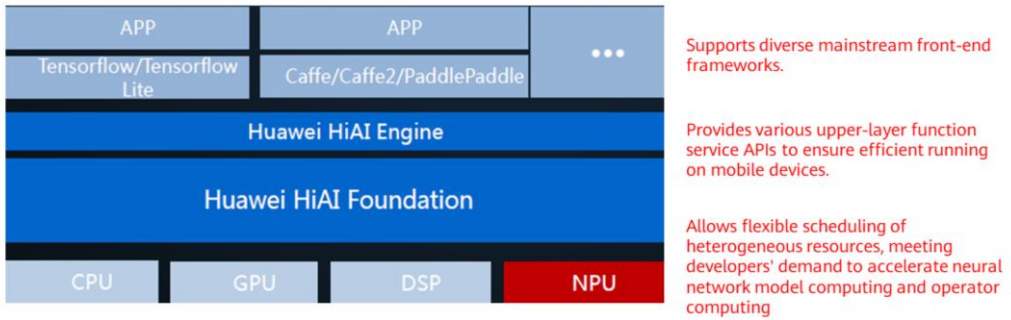 APP
APP
•••
Tensorflow/Tensorflow
Lite
Caffe/Caffe2/PaddlePaddle
Huawei HiAI Engine
Huawei HiAI Foundation
CPU
GPU
DSP
NPU
Supports diverse mainstream front-end
frameworks.
Provides various upper-layer function
service APIs to ensure efficient running
on mobile devices.
Allows flexible scheduling of
heterogeneous resources, meeting
developers' demand to accelerate neural
network model computing and operator
computing